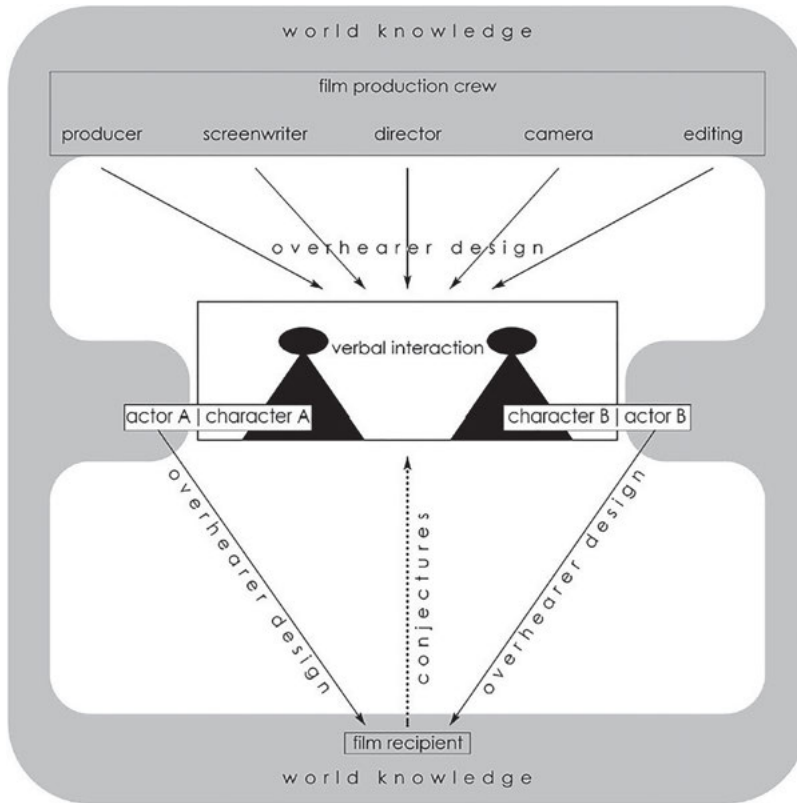 world knowledge
film production crew
producer screenwriter director camera editing
overhearer design
verbal interaction
actor A | character A character B | actor B
overhearer design
conjectures
overhearer design
film recipient
world knowledge